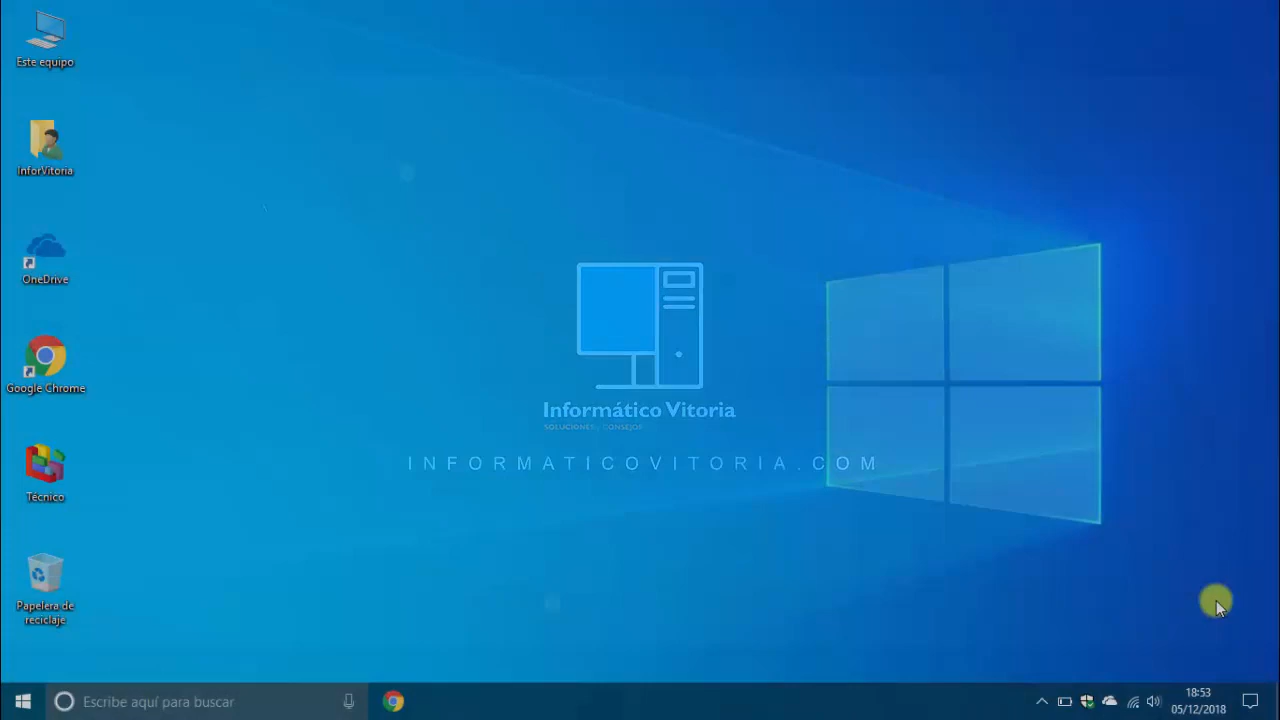 Este equipo
InforVitoria
OneDrive
Google Chrome
Técnico
Papelera de
reciclaje
Informático Vitoria
SOLUCIONES · CONSEJOS
INFORMATICOVITORIA.COM
Escribe aquí para buscar
18:53
05/12/2018